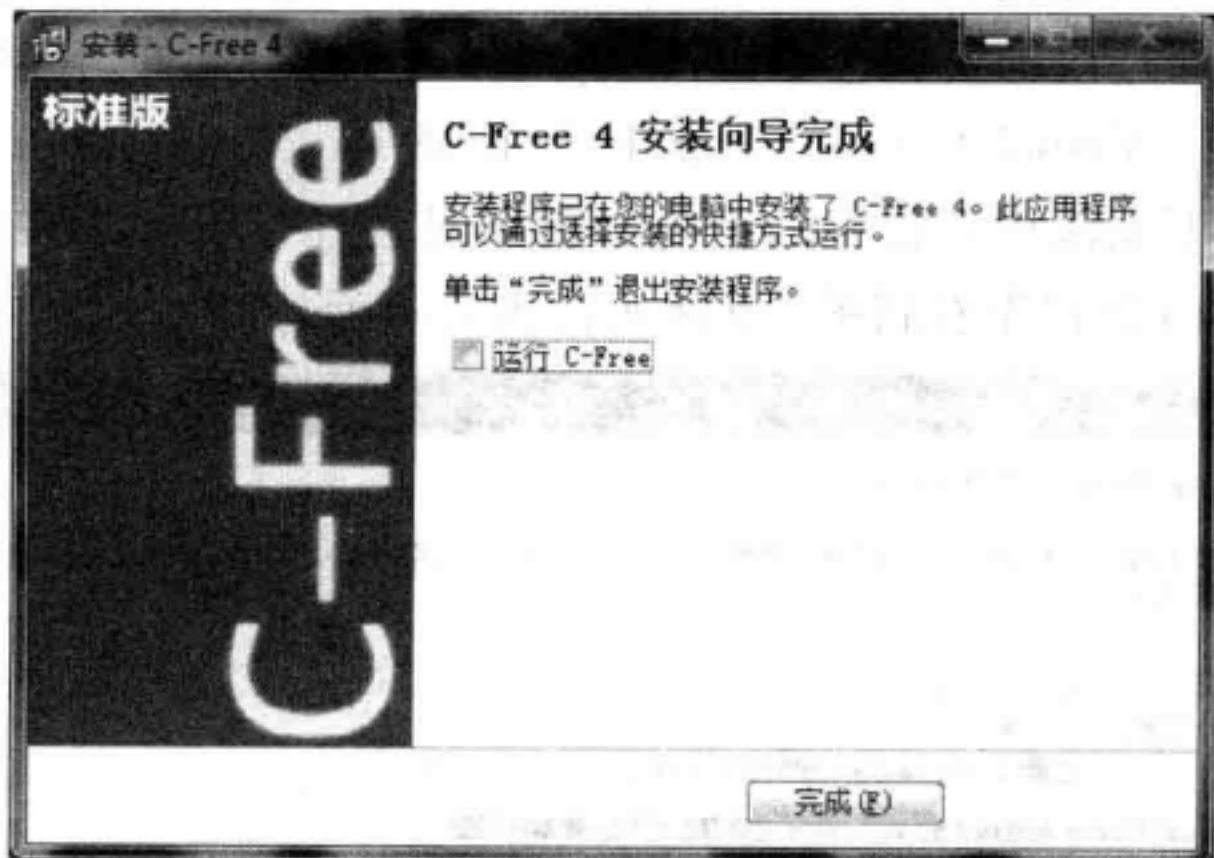 安装 - C-Free 4
标准版
C-Free
C-Free 4 安装向导完成
安装程序已在您的电脑中安装了 C-Free 4。此应用程序
可以通过选择安装的快捷方式运行。
单击“完成”退出安装程序。
运行 C-Free
完成(F)